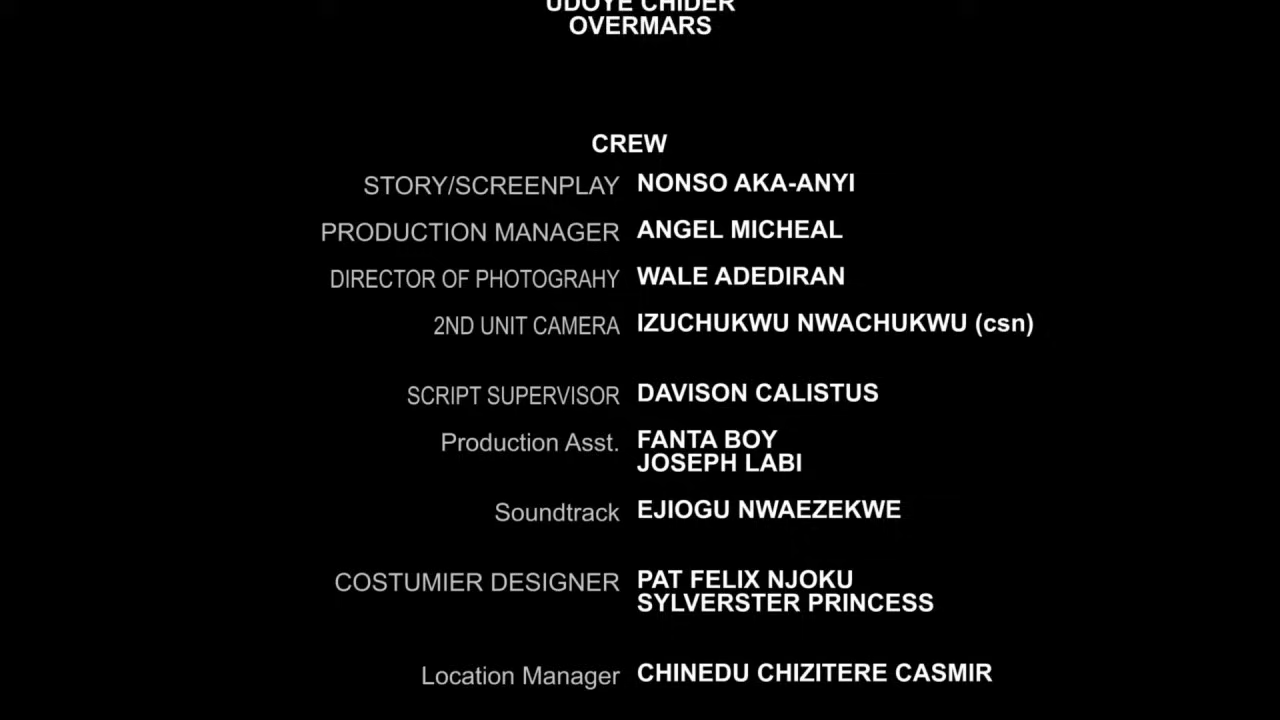 UDOYE CHIDER
OVERMARS
CREW
STORY/SCREENPLAY NONSO AKA-ANYI
PRODUCTION MANAGER ANGEL MICHEAL
DIRECTOR OF PHOTOGRAHY WALE ADEDIRAN
2ND UNIT CAMERA IZUCHUKWU NWACHUKWU (csn)
SCRIPT SUPERVISOR DAVISON CALISTUS
Production Asst. FANTA BOY
JOSEPH LABI
Soundtrack EJIOGU NWAEZEKWE
COSTUMIER DESIGNER PAT FELIX NJOKU
SYLVERSTER PRINCESS
Location Manager CHINEDU CHIZITERE CASMIR